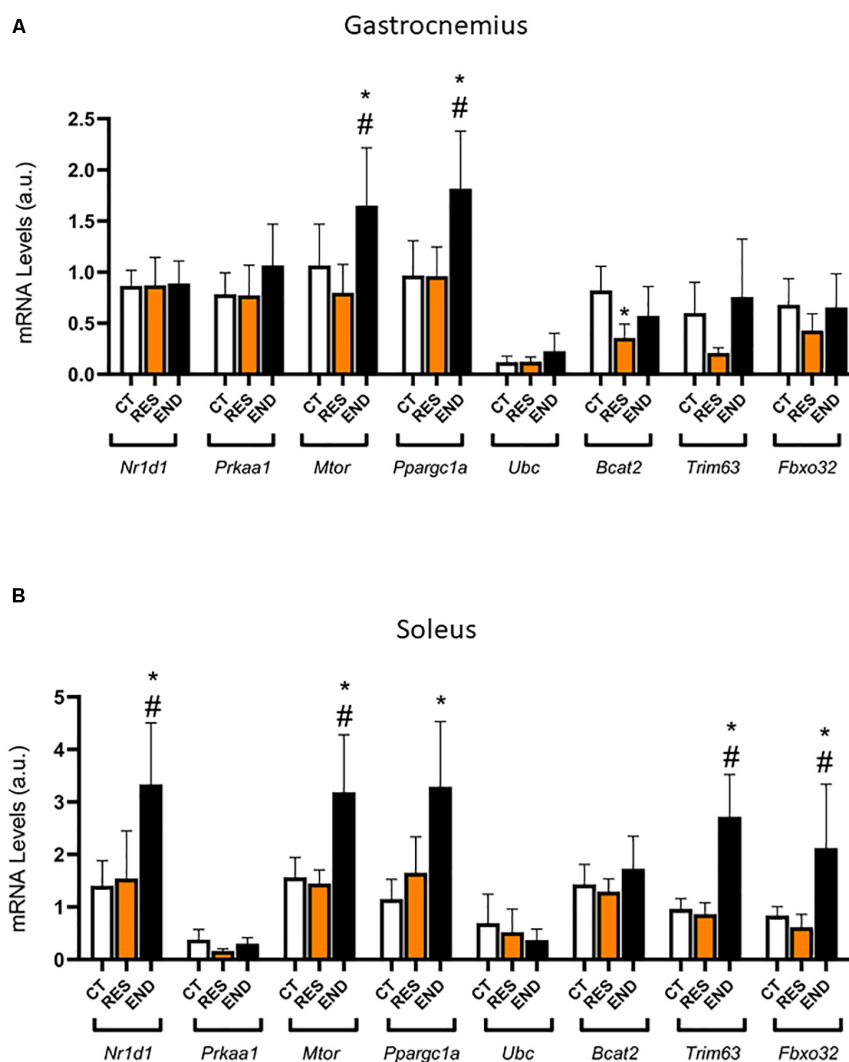 A
Gastrocnemius
* *
# #
mRNA Levels (a.u.)
2.5
2.0
1.5
1.0
0.5
0.0
*
CT RES END CT RES END CT RES END CT RES END CT RES END CT RES END CT RES END CT RES END
Nr1d1 Prkaa1 Mtor Ppargc1a Ubc Bcat2 Trim63 Fbxo32
B
Soleus
* * * * *
# # # #
mRNA Levels (a.u.)
5
4
3
2
1
0
CT RES END CT RES END CT RES END CT RES END CT RES END CT RES END CT RES END CT RES END
Nr1d1 Prkaa1 Mtor Ppargc1a Ubc Bcat2 Trim63 Fbxo32